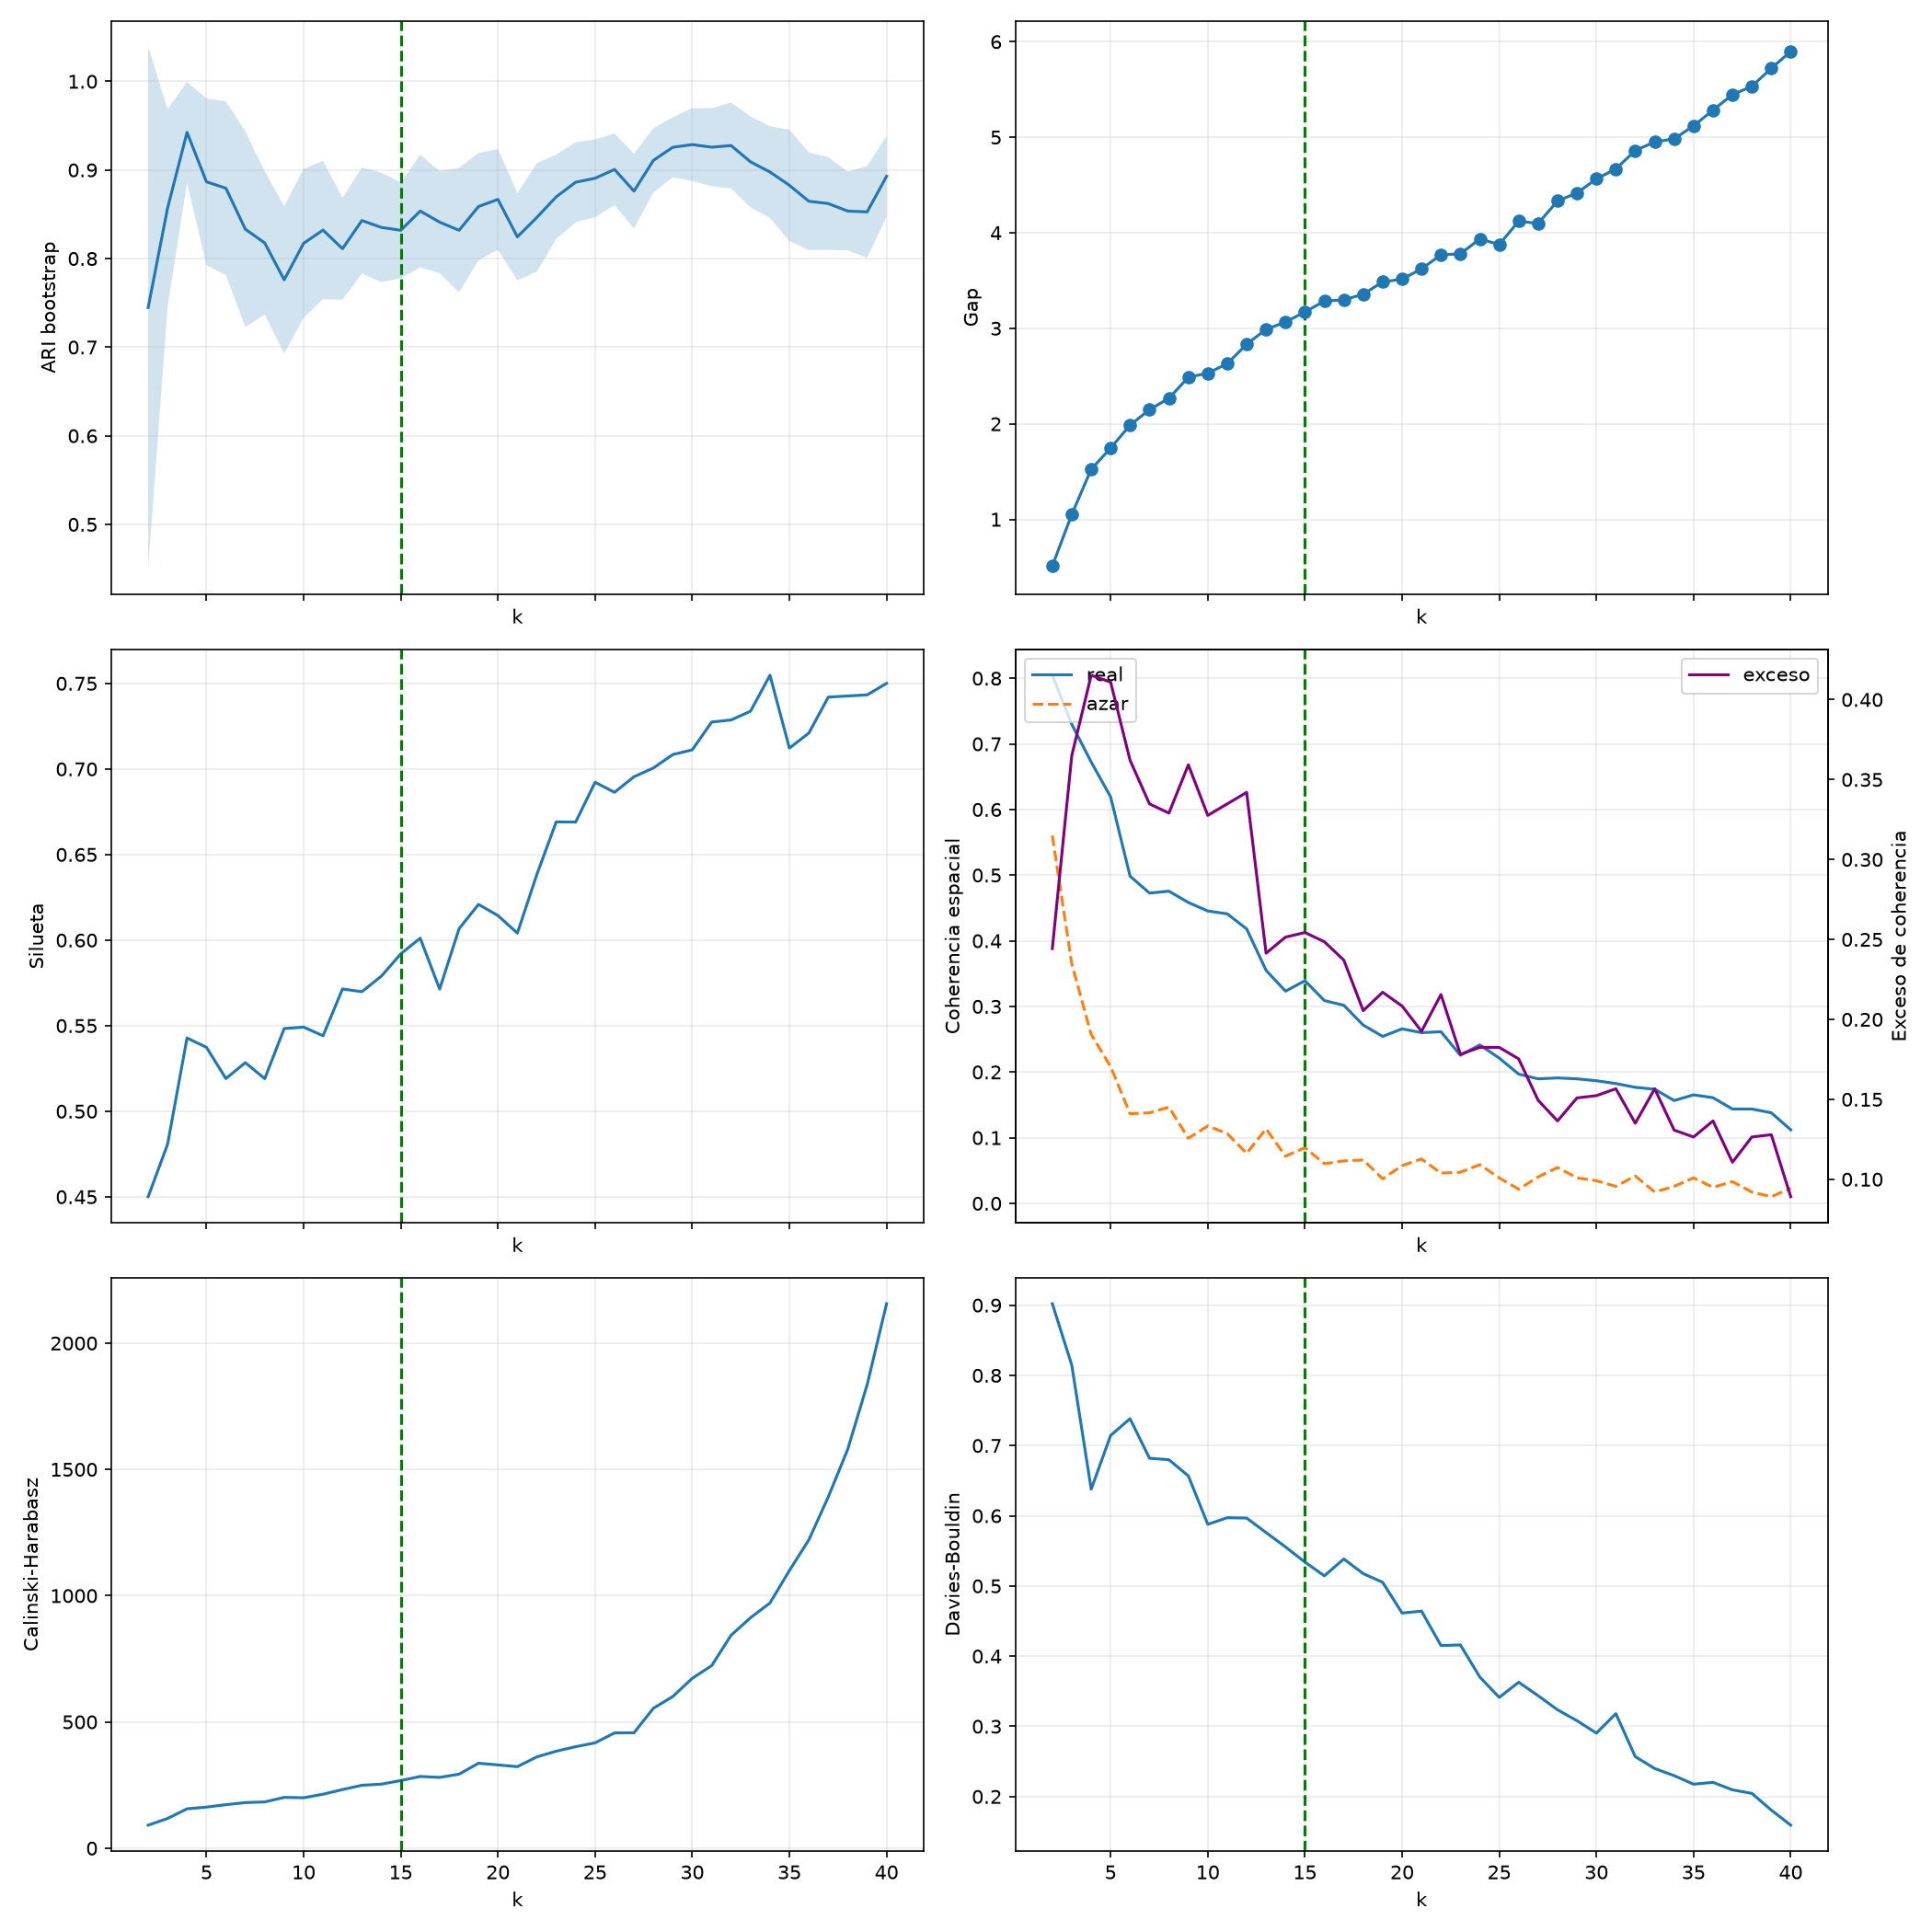 1.0
0.9
0.8
0.7
0.6
0.5
ARI bootstrap
k
6
5
4
3
2
1
Gap
k
0.75
0.70
0.65
0.60
0.55
0.50
0.45
Silueta
k
real
azar
exceso
0.8
0.7
0.6
0.5
0.4
0.3
0.2
0.1
0.0
Coherencia espacial
0.40
0.35
0.30
0.25
0.20
0.15
0.10
Exceso de coherencia
k
2000
1500
1000
500
0
Calinski-Harabasz
5 10 15 20 25 30 35 40
k
0.9
0.8
0.7
0.6
0.5
0.4
0.3
0.2
Davies-Bouldin
5 10 15 20 25 30 35 40
k